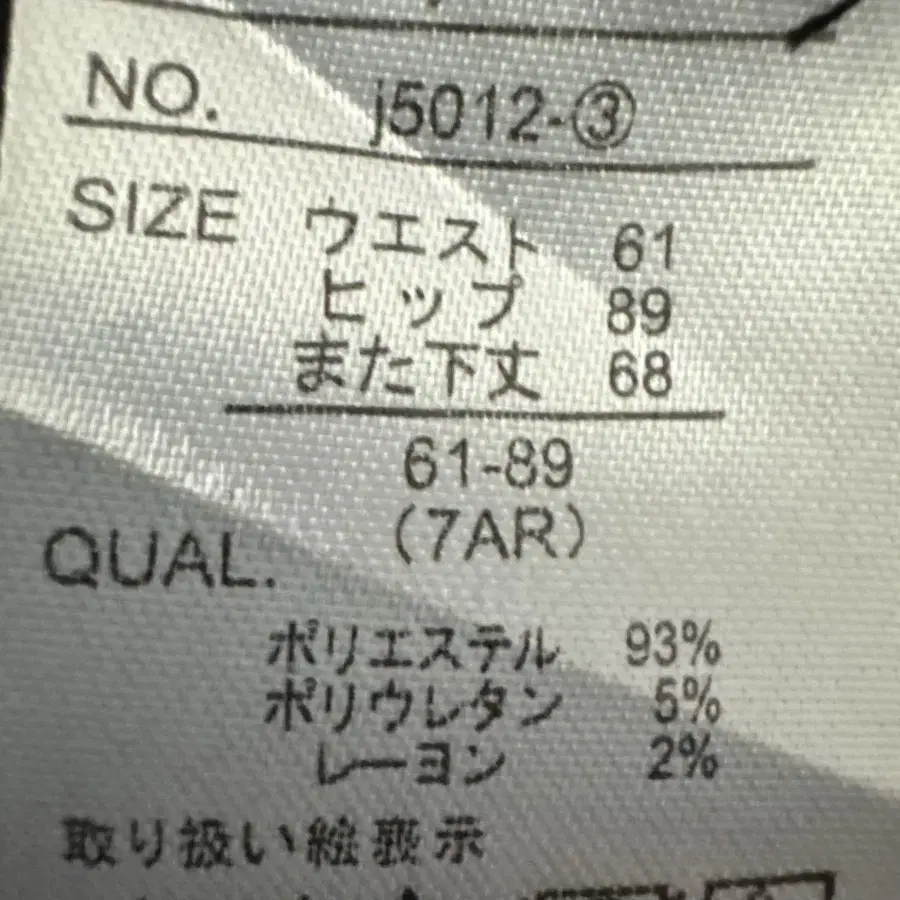 NO. j5012-③
SIZE ウエスト 61
ヒップ 89
また下丈 68
61-89
(7AR)
QUAL.
ポリエステル 93%
ポリウレタン 5%
レーヨン 2%
取り扱い絵表示